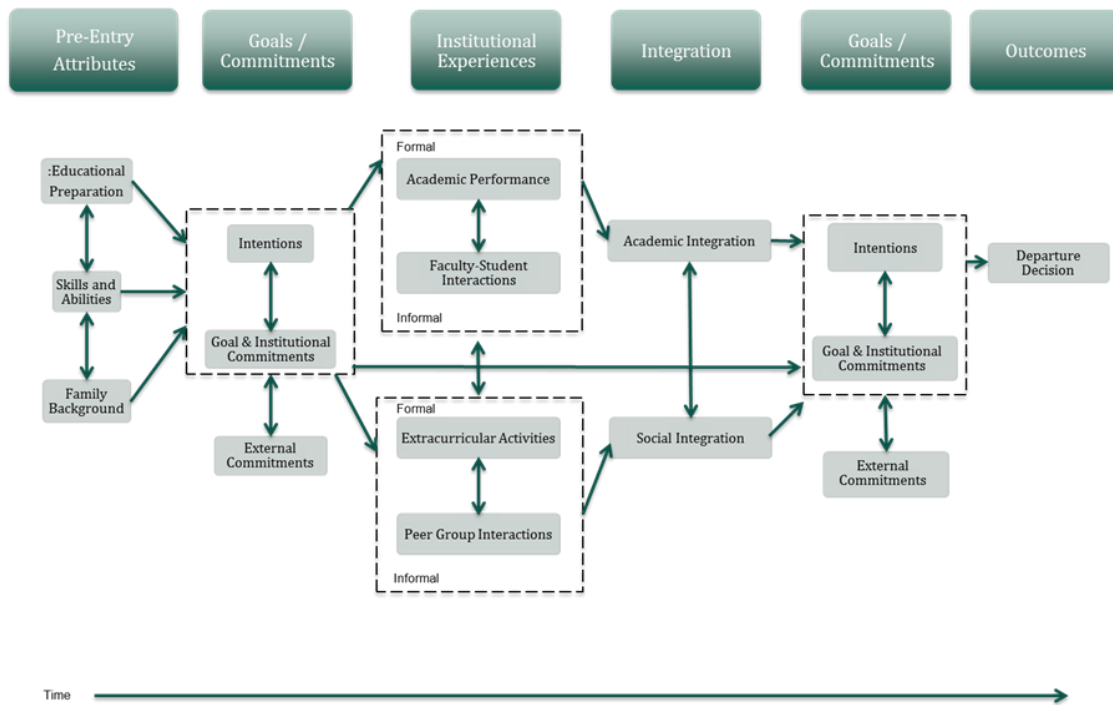 Pre-Entry
Attributes
Goals /
Commitments
Institutional
Experiences
Integration
Goals /
Commitments
Outcomes
:Educational
Preparation
Skills and
Abilities
Family
Background
Intentions
Goal & Institutional
Commitments
External
Commitments
Formal
Academic Performance
Faculty-Student
Interactions
Informal
Formal
Extracurricular Activities
Peer Group Interactions
Informal
Academic Integration
Social Integration
Intentions
Goal & Institutional
Commitments
External
Commitments
Departure
Decision
Time